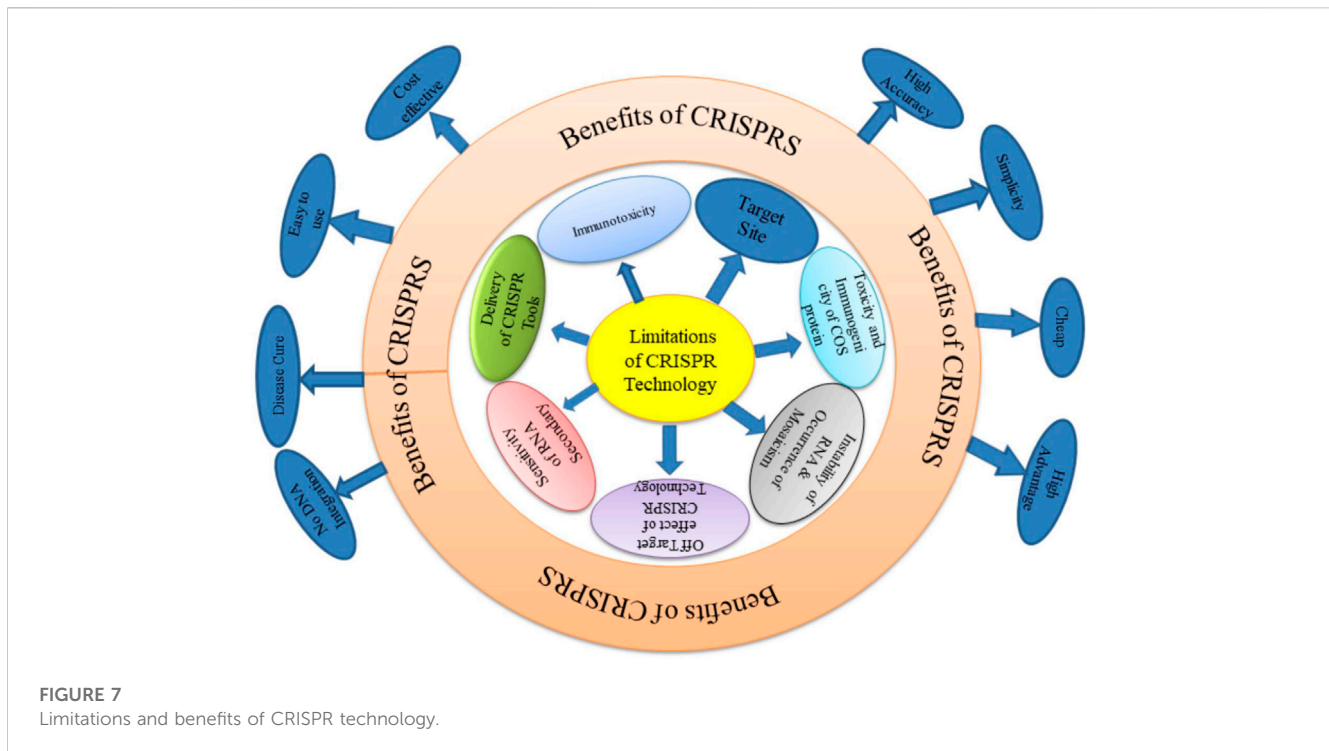 Cost
effective
High
Accuracy
Easy to
use
Simplicity
Disease Cure
Cheap
No DNA
Integration
High
Advantage
Benefits of CRISPRS
Benefits of CRISPRS
Benefits of CRISPRS
Benefits of CRISPRS
Immunotoxicity
Target
Site
Delivery
of CRISPR
Tools
Toxicity and
Immunogeni
city of COS
protein
Limitations
of CRISPR
Technology
Sensitivity
of RNA
Secondary
Instability of
RNA &
Occurrence of
Mosaicism
Off Target
effect of
CRISPR
Technology
FIGURE 7
Limitations and benefits of CRISPR technology.